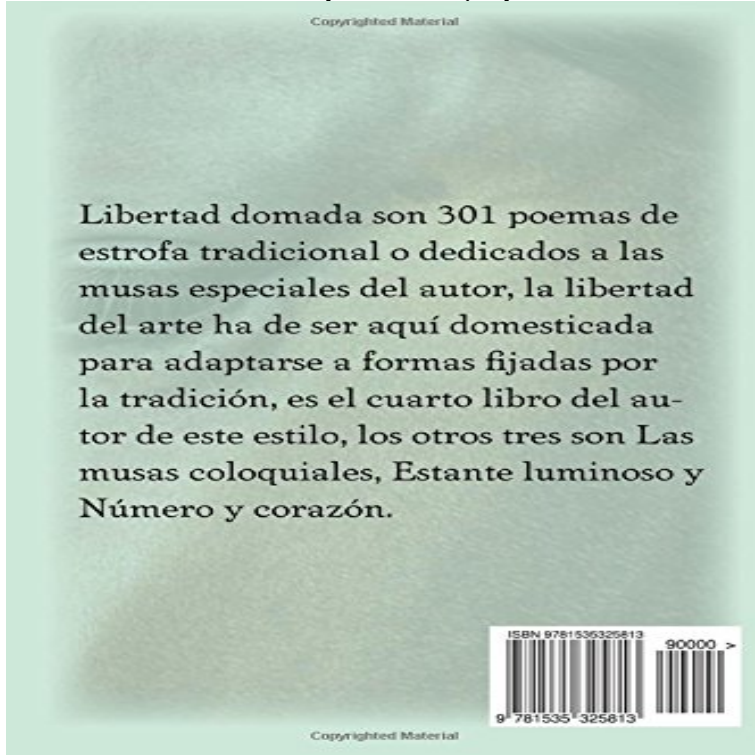 Copyrighted Material
Libertad domada son 301 poemas de
estrofa tradicional o dedicados a las
musas especiales del autor, la libertad
del arte ha de ser aquí domesticada
para adaptarse a formas fijadas por
la tradición, es el cuarto libro del au-
tor de este estilo, los otros tres son Las
musas coloquiales, Estante luminoso y
Número y corazón.
ISBN 9781535325813
90000 >
9 781535 325813
Copyrighted Material